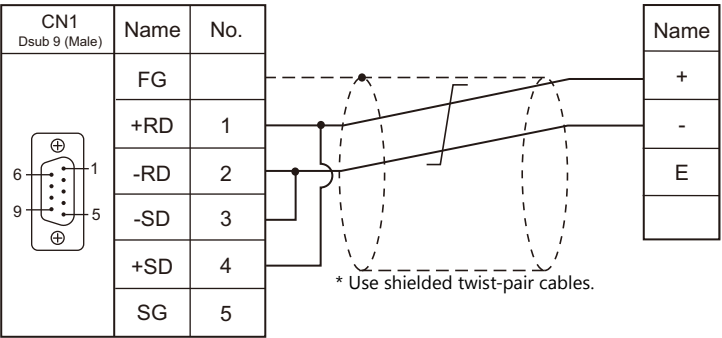 CN1
Dsub 9 (Male)
Name
No.
Name
FG
+
+RD
1
-
6
1
-RD
2
E
9
5
-SD
3
+SD
4
* Use shielded twist-pair cables.
SG
5